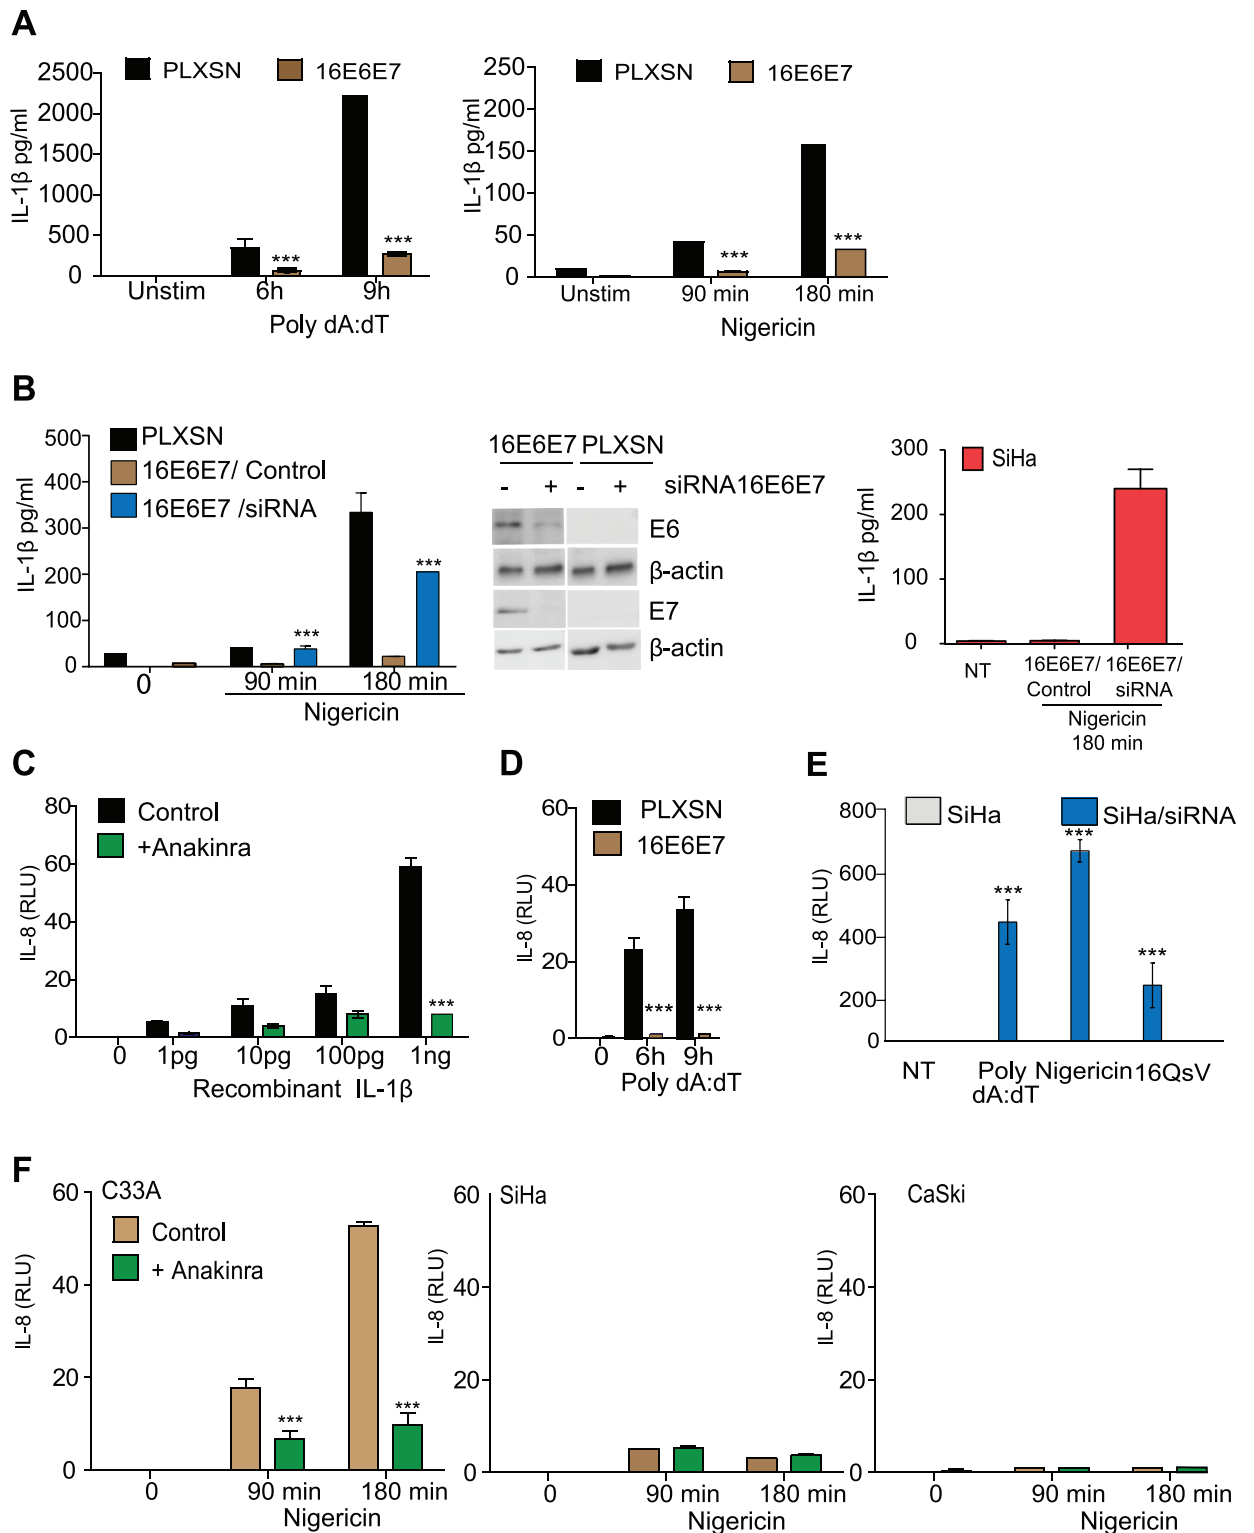 A
PLXSN 16E6E7
IL-1β pg/ml
2500
2000
1500
1000
500
0
*** ***
Unstim 6h 9h
Poly dA:dT
PLXSN 16E6E7
IL-1β pg/ml
250
200
150
100
50
0
*** ***
Unstim 90 min 180 min
Nigericin
B
PLXSN
16E6E7/ Control
16E6E7 /siRNA
IL-1β pg/ml
500
400
300
200
100
0
*** ***
0 90 min 180 min
Nigericin
16E6E7 PLXSN
- + - + siRNA16E6E7
E6
β-actin
E7
β-actin
SiHa
IL-1β pg/ml
300
200
100
0
NT 16E6E7/ 16E6E7/
Control siRNA
Nigericin
180 min
C
Control
+Anakinra
IL-8 (RLU)
80
60
40
20
0
***
0 1pg 10pg 100pg 1ng
Recombinant IL-1β
D
PLXSN
16E6E7
IL-8 (RLU)
60
40
20
0
*** ***
0 6h 9h
Poly dA:dT
E
SiHa SiHa/siRNA
IL-8 (RLU)
800
600
400
200
0
*** *** ***
NT Poly Nigericin 16QsV
dA:dT
F
C33A
Control
+ Anakinra
IL-8 (RLU)
60
40
20
0
*** ***
0 90 min 180 min
Nigericin
SiHa
IL-8 (RLU)
60
40
20
0
0 90 min 180 min
Nigericin
CaSki
IL-8 (RLU)
60
40
20
0
0 90 min 180 min
Nigericin